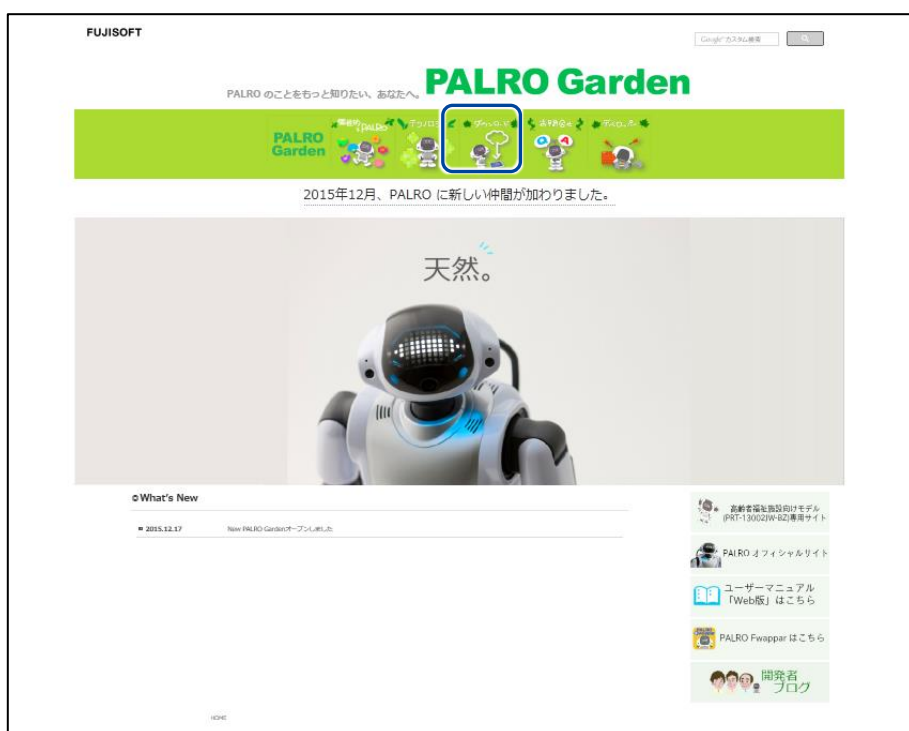 FUJISOFT
Google カスタム検索
PALRO のことをもっと知りたい、あなたへ。
PALRO Garden
PALRO
Garden
ダウンロード
2015年12月、PALRO に新しい仲間が加わりました。
天然。
What's New
2015.12.17 New PALRO Gardenオープンしました
高齢者福祉施設向けモデル
(PRT-13002JW-BZ)専用サイト
PALRO オフィシャルサイト
ユーザーマニュアル
「Web版」はこちら
PALRO Fwappar はこちら
開発者
ブログ
HOME